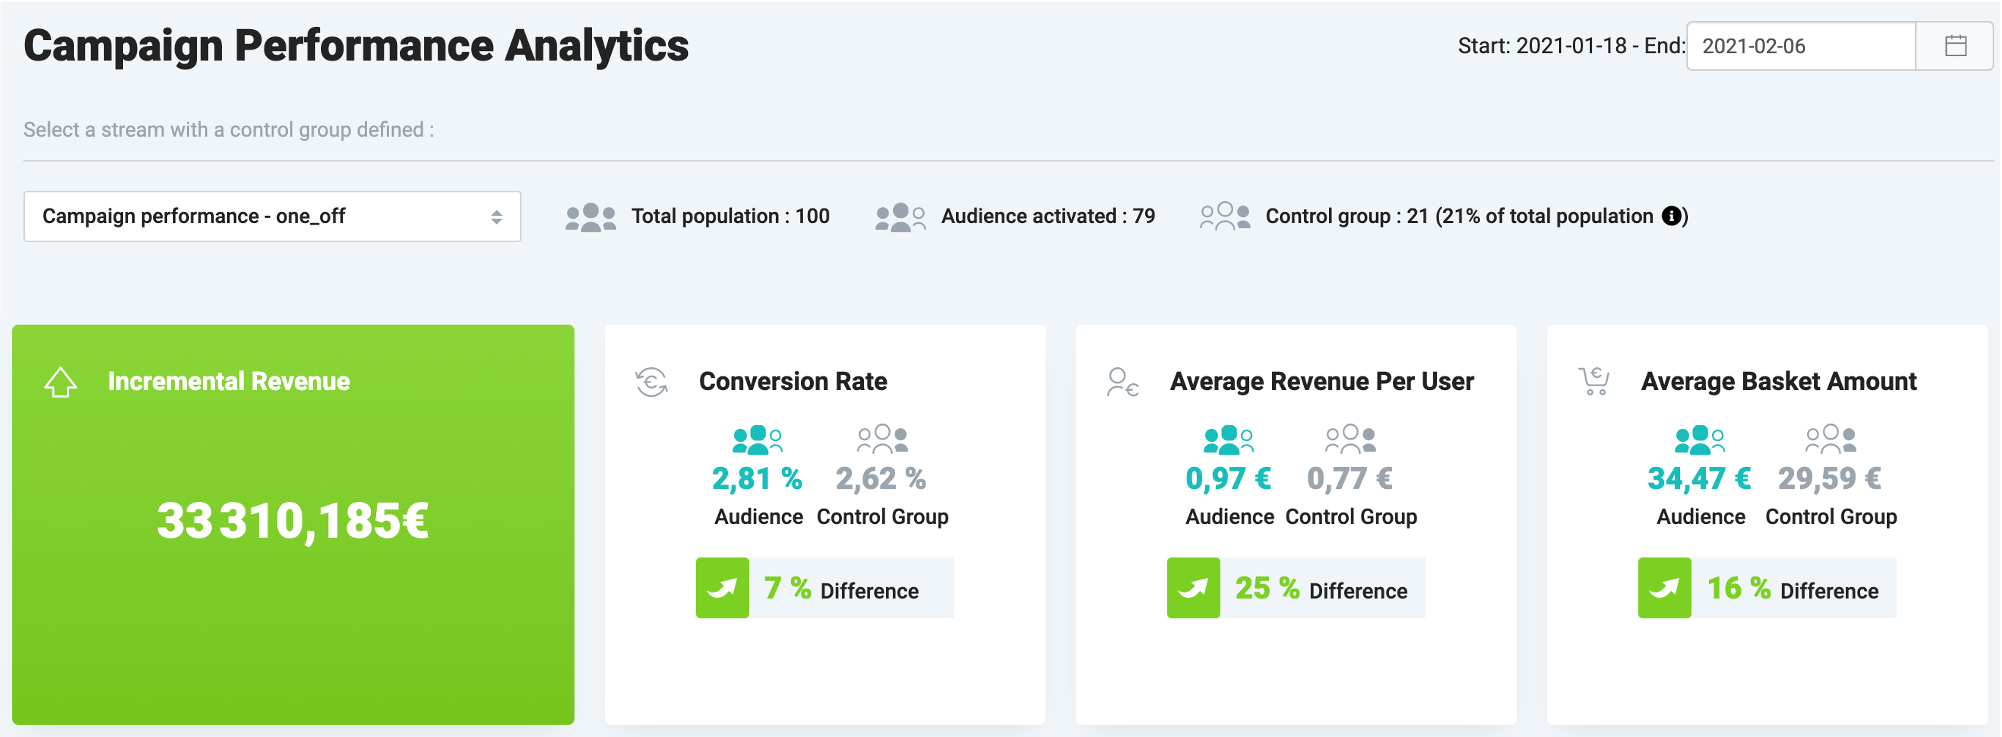 Campaign Performance Analytics
Start: 2021-01-18 - End: 2021-02-06
Select a stream with a control group defined :
Campaign performance - one_off
Total population : 100
Audience activated : 79
Control group : 21 (21% of total population i)
Incremental Revenue
33 310,185€
Conversion Rate
2,81 % 2,62 %
Audience Control Group
7 % Difference
Average Revenue Per User
0,97 € 0,77 €
Audience Control Group
25 % Difference
Average Basket Amount
34,47 € 29,59 €
Audience Control Group
16 % Difference